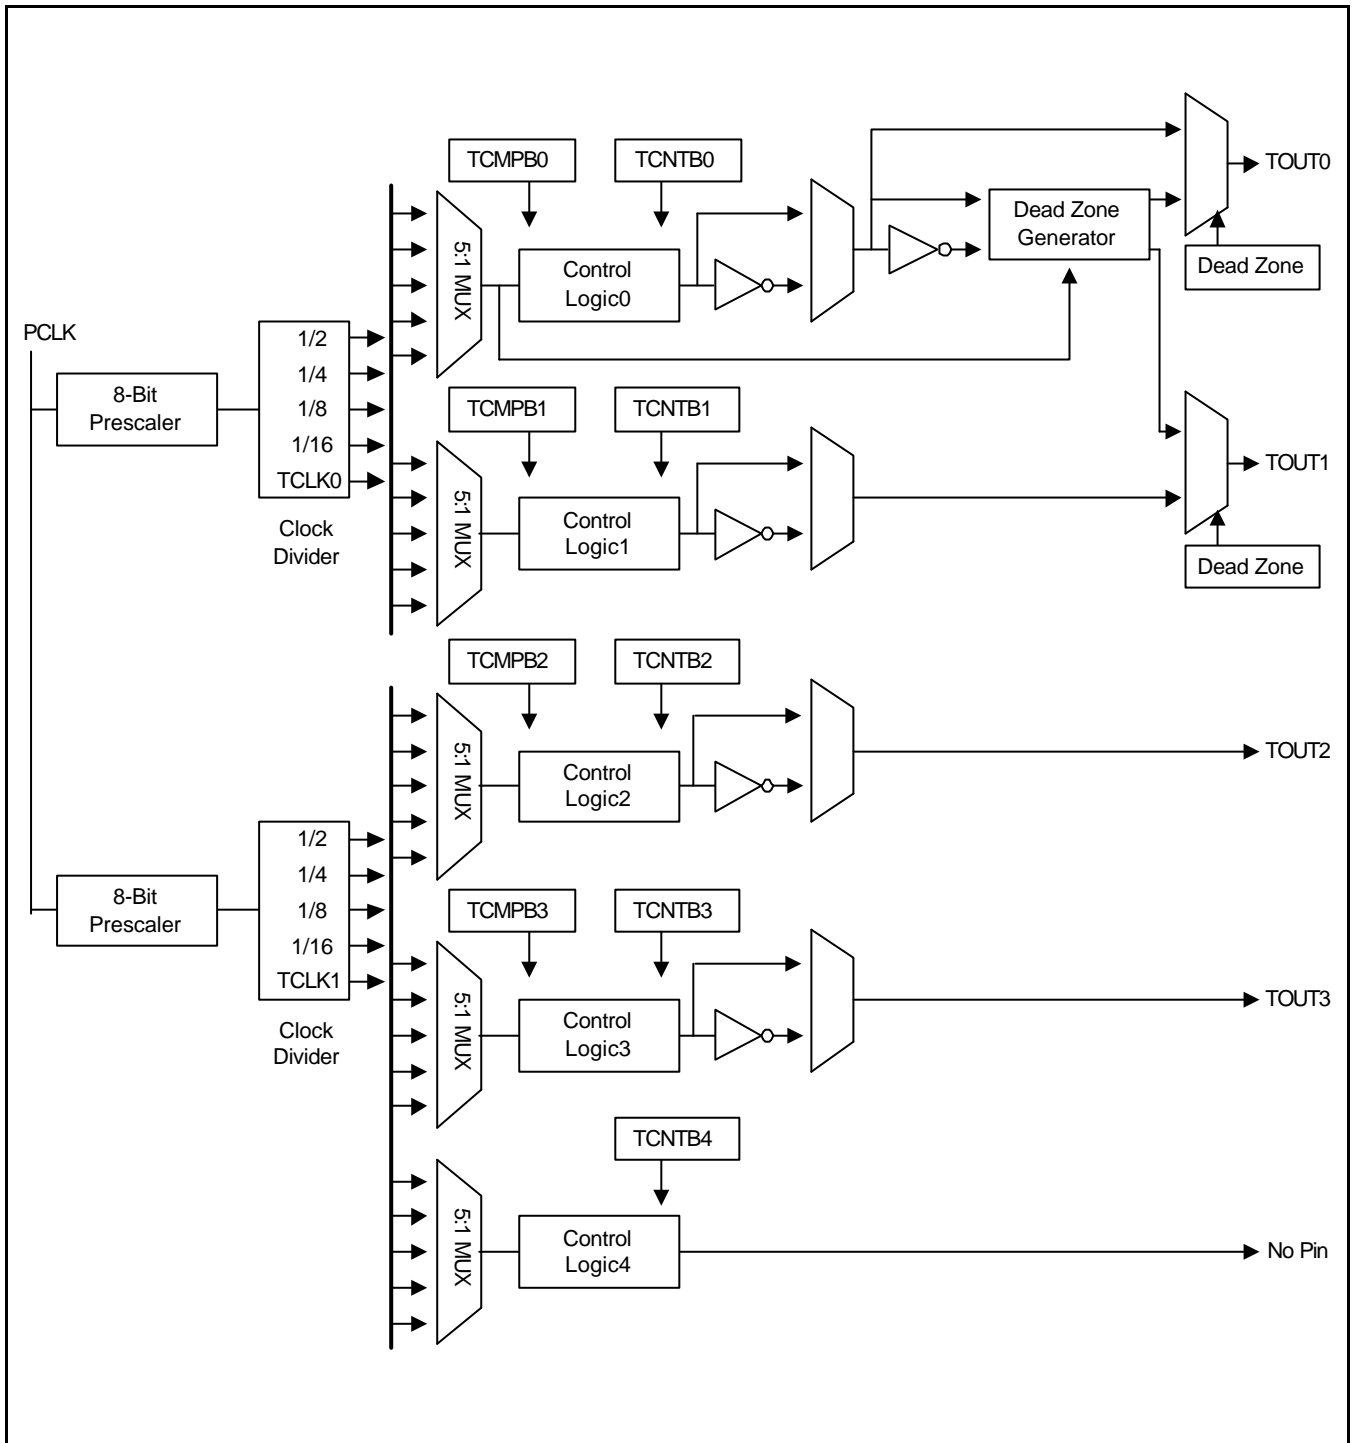 TCMPB0
TCNTB0
TOUT0
Dead Zone
Generator
Dead Zone
5:1 MUX
Control
Logic0
PCLK
8-Bit
Prescaler
1/2
1/4
1/8
1/16
TCLK0
Clock
Divider
TCMPB1
TCNTB1
TOUT1
5:1 MUX
Control
Logic1
Dead Zone
TCMPB2
TCNTB2
5:1 MUX
Control
Logic2
TOUT2
8-Bit
Prescaler
1/2
1/4
1/8
1/16
TCLK1
Clock
Divider
TCMPB3
TCNTB3
5:1 MUX
Control
Logic3
TOUT3
TCNTB4
5:1 MUX
Control
Logic4
No Pin